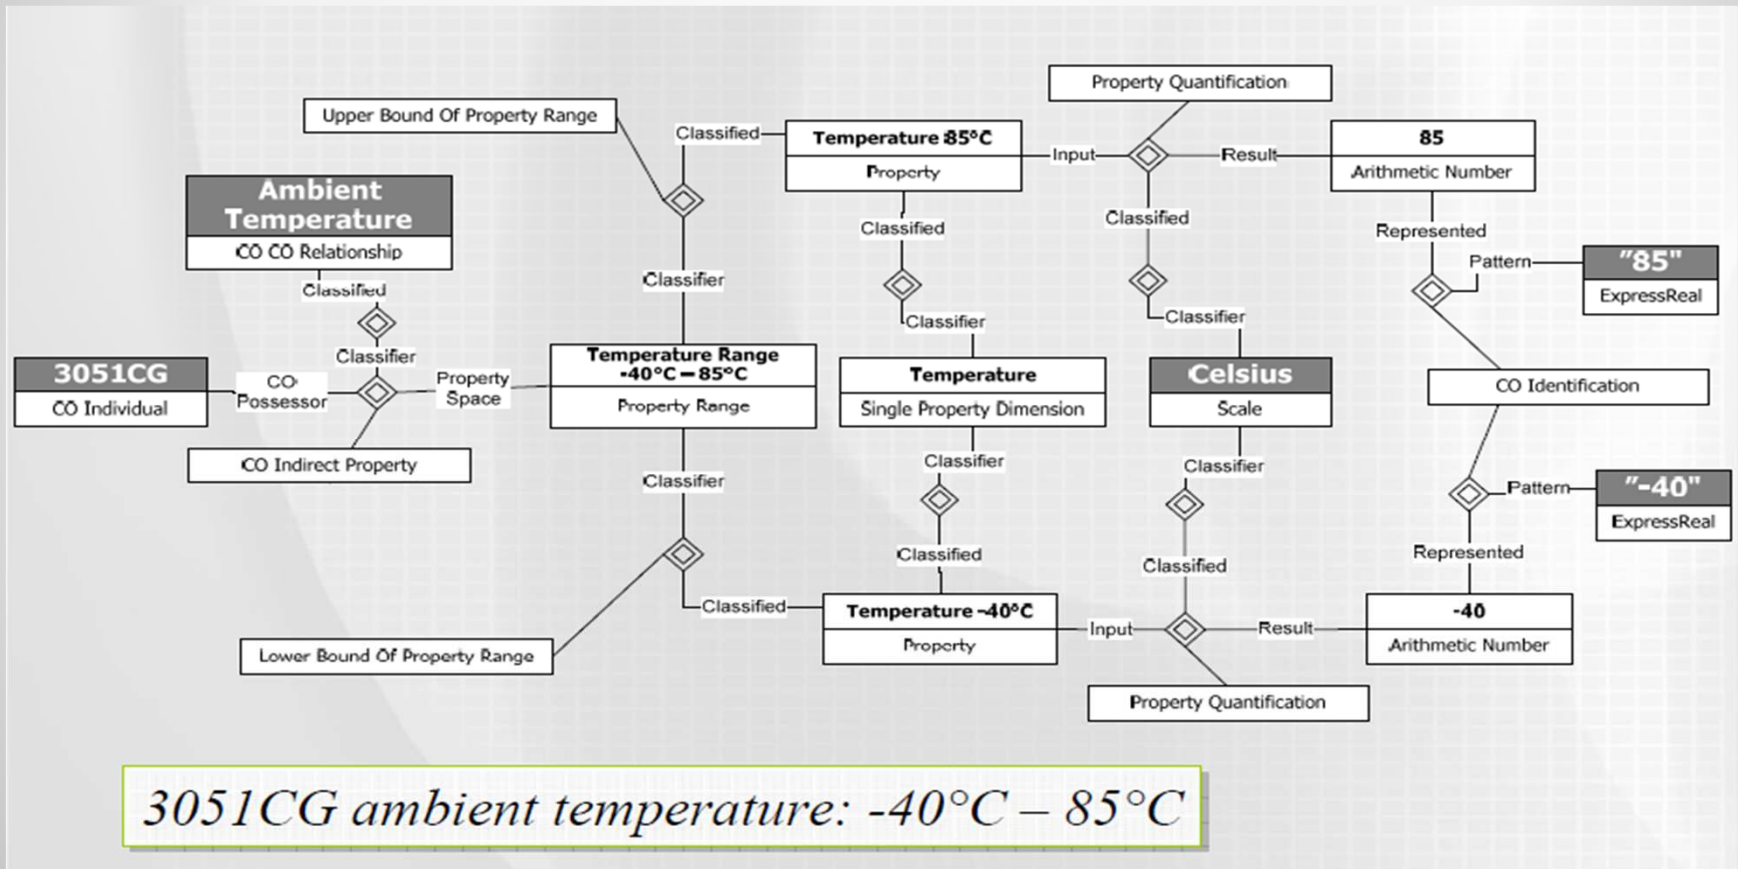 Property Quantification
Upper Bound Of Property Range
Classified
Temperature 85°C
Property
Input
Result
85
Arithmetic Number
Ambient
Temperature
CO CO Relationship
Classified
Classified
Classified
Represented
Pattern
"85"
ExpressReal
Classifier
Classifier
Classifier
Classifier
3051CG
CO Individual
CO
Possessor
Property
Space
Temperature Range
-40°C – 85°C
Property Range
Temperature
Single Property Dimension
Celsius
Scale
CO Identification
CO Indirect Property
Classifier
Classifier
Classifier
Pattern
"-40"
ExpressReal
Classified
Classified
Represented
Classified
Temperature -40°C
Property
Input
Result
-40
Arithmetic Number
Lower Bound Of Property Range
Property Quantification
3051CG ambient temperature: -40°C – 85°C